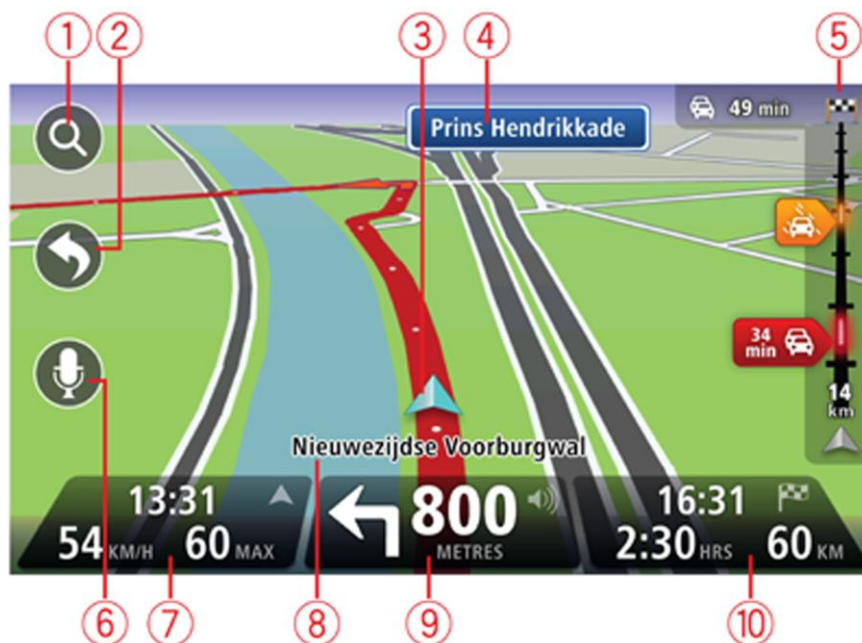 ① ② ③ ④ ⑤
49 min
Prins Hendrikkade
34
min
14
km
Nieuwezijdse Voorburgwal
13:31
800
16:31
54 KM/H 60 MAX
METRES
2:30 HRS 60 KM
⑥ ⑦ ⑧ ⑨ ⑩